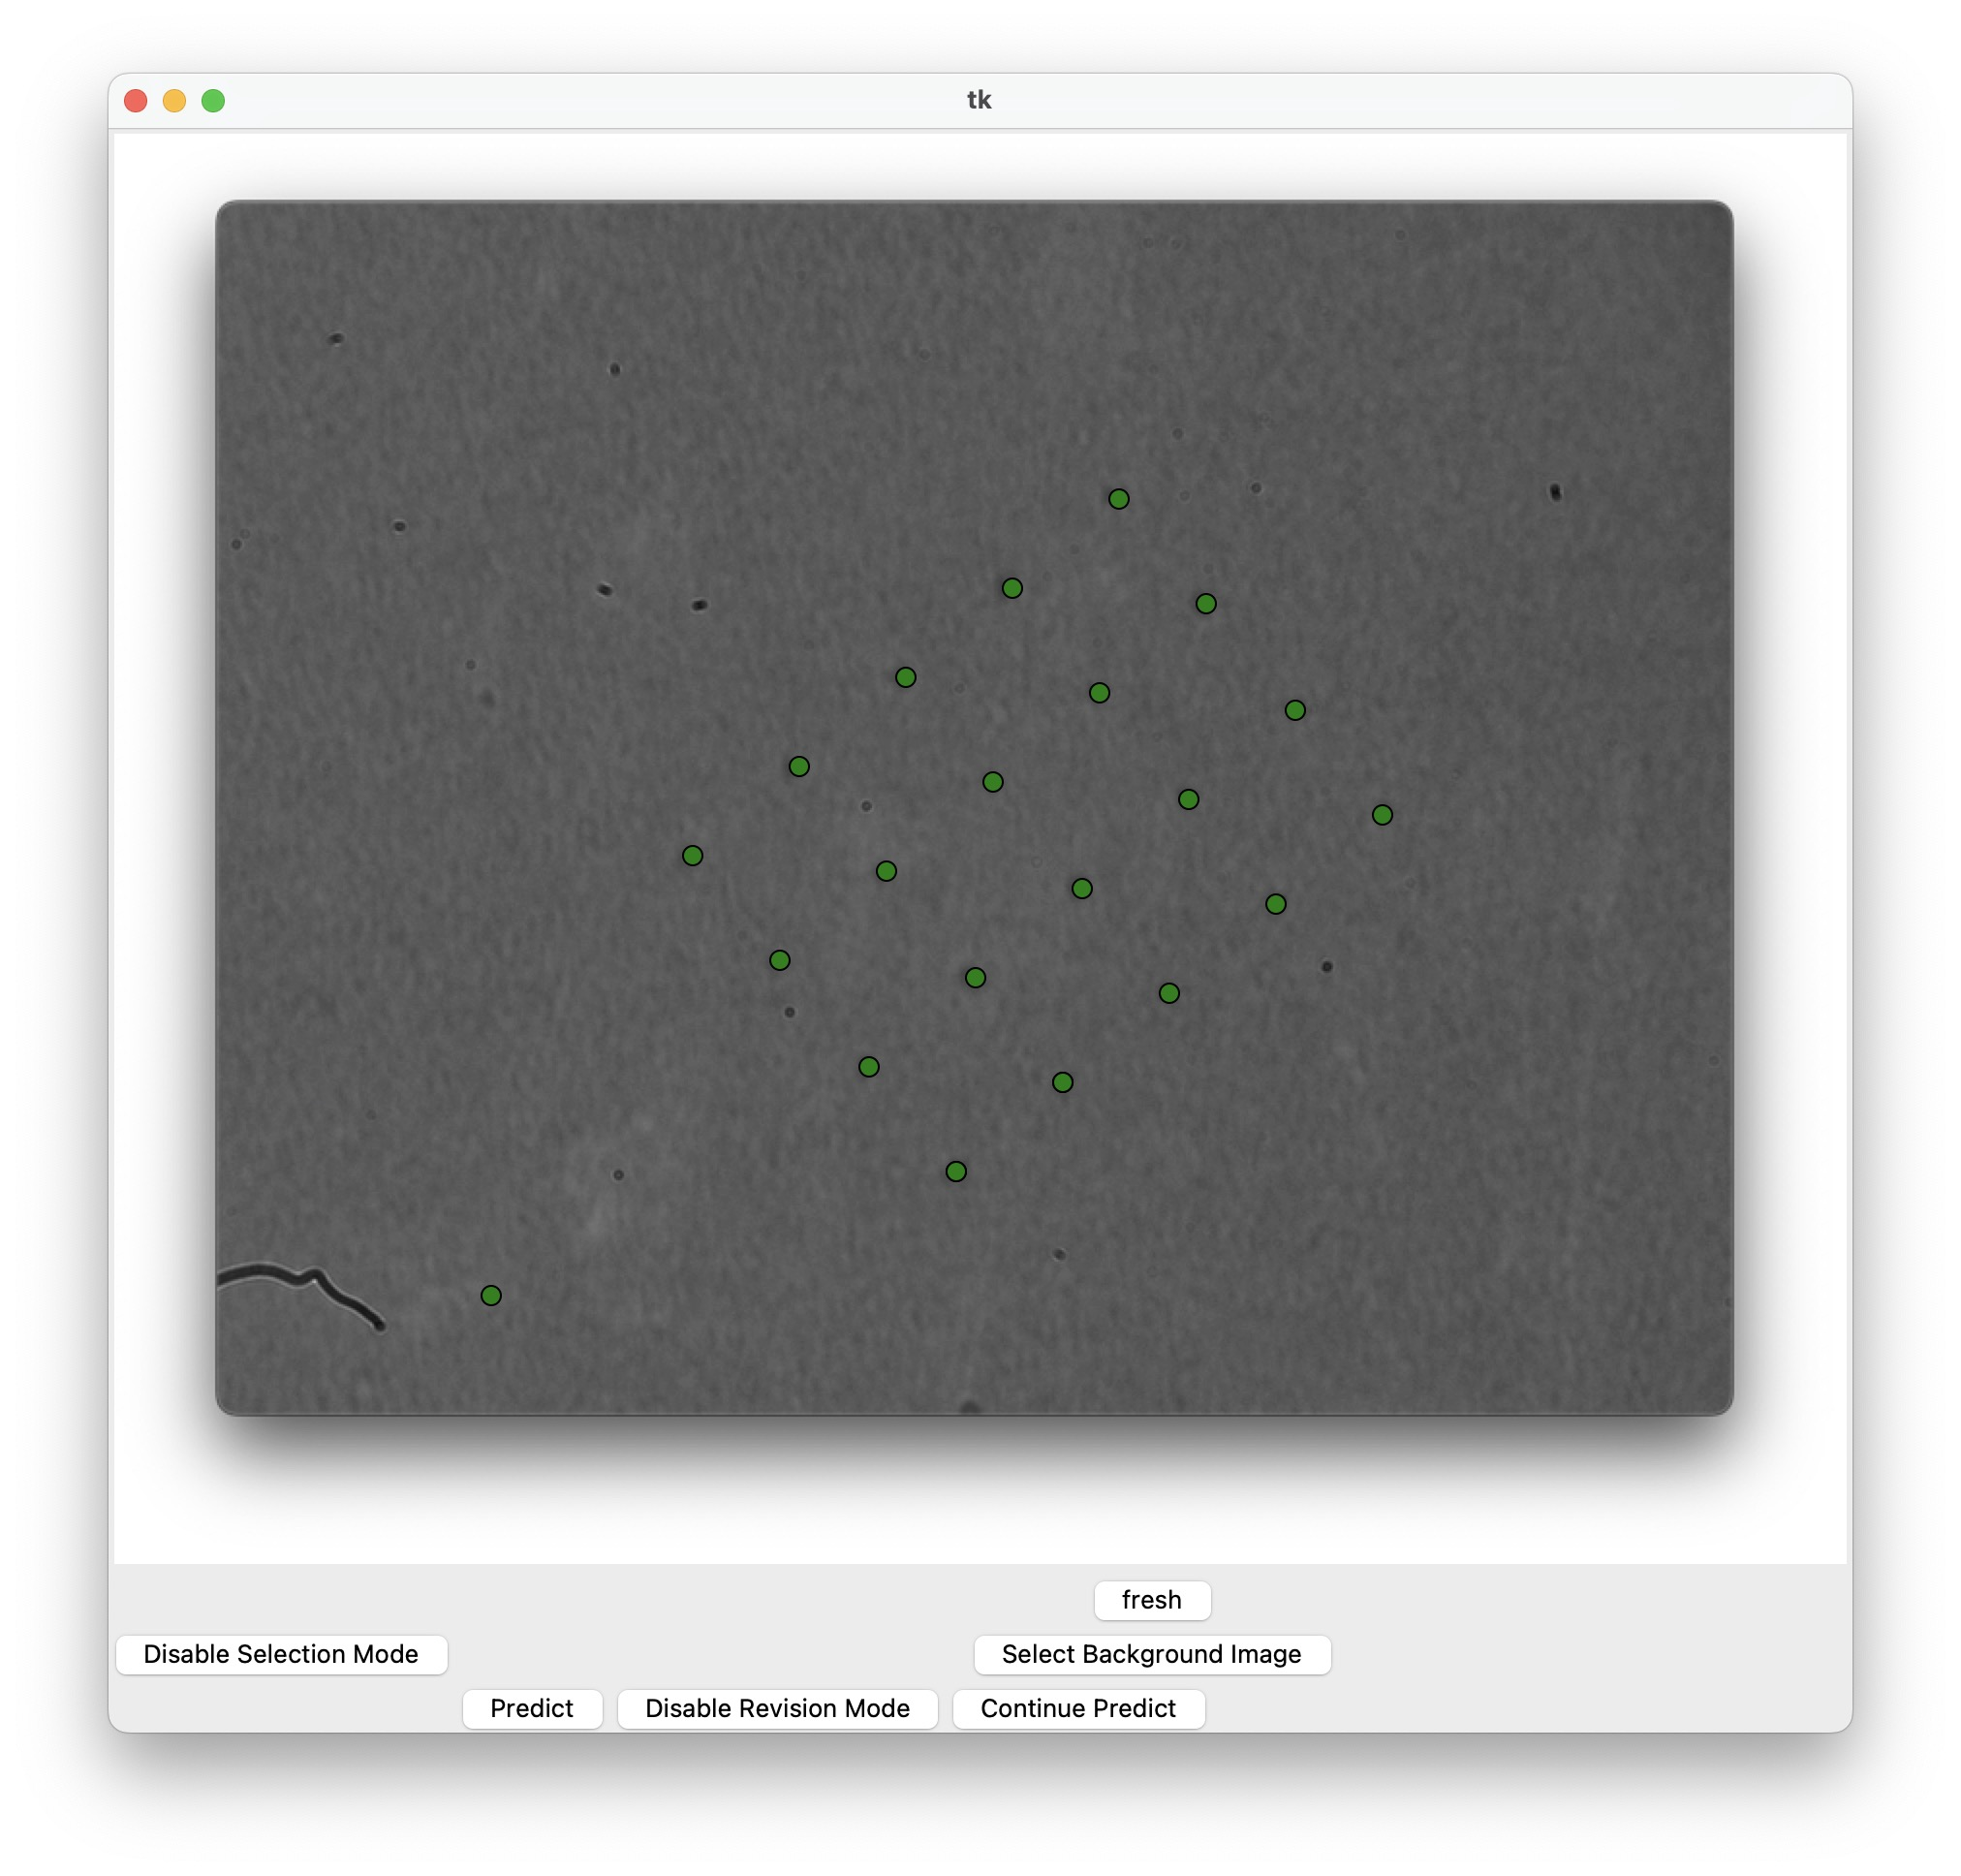 tk
fresh
Disable Selection Mode
Select Background Image
Predict
Disable Revision Mode
Continue Predict